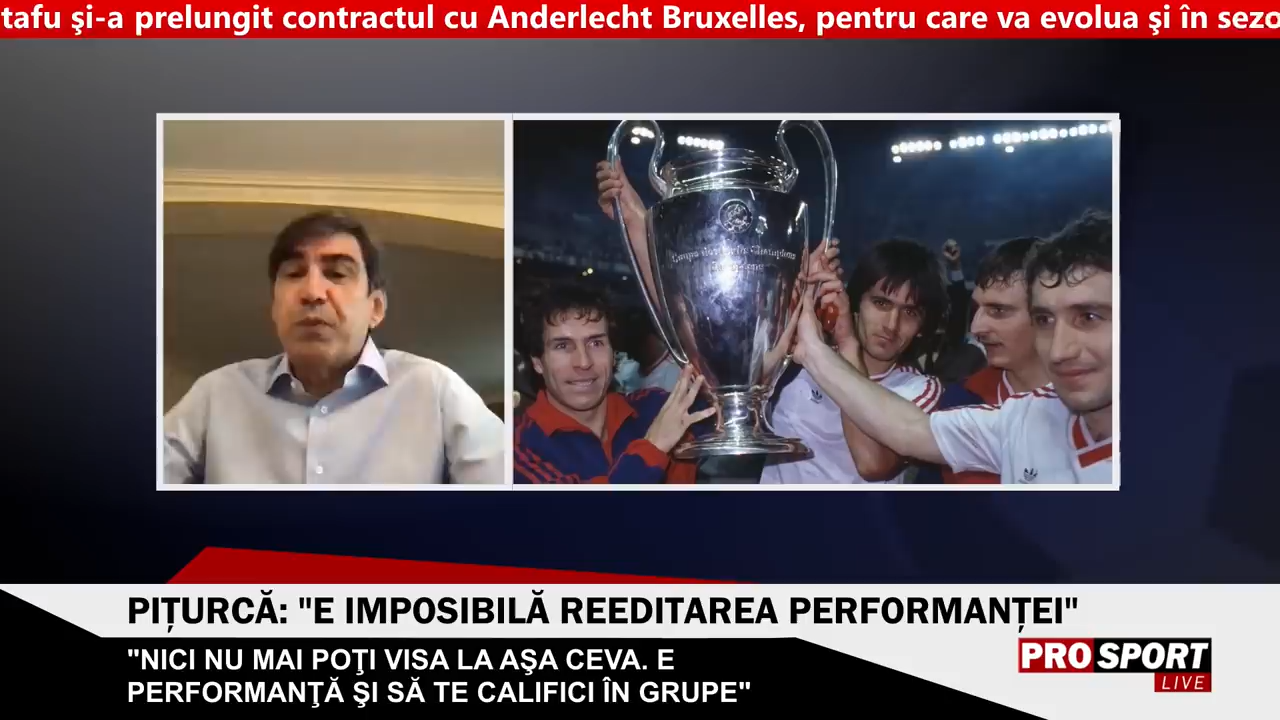 tafu şi-a prelungit contractul cu Anderlecht Bruxelles, pentru care va evolua şi în sezo
PIȚURCĂ: "E IMPOSIBILĂ REEDITAREA PERFORMANȚEI"
"NICI NU MAI POŢI VISA LA AŞA CEVA. E
PERFORMANŢĂ ŞI SĂ TE CALIFICI ÎN GRUPE"
PRO SPORT
LIVE